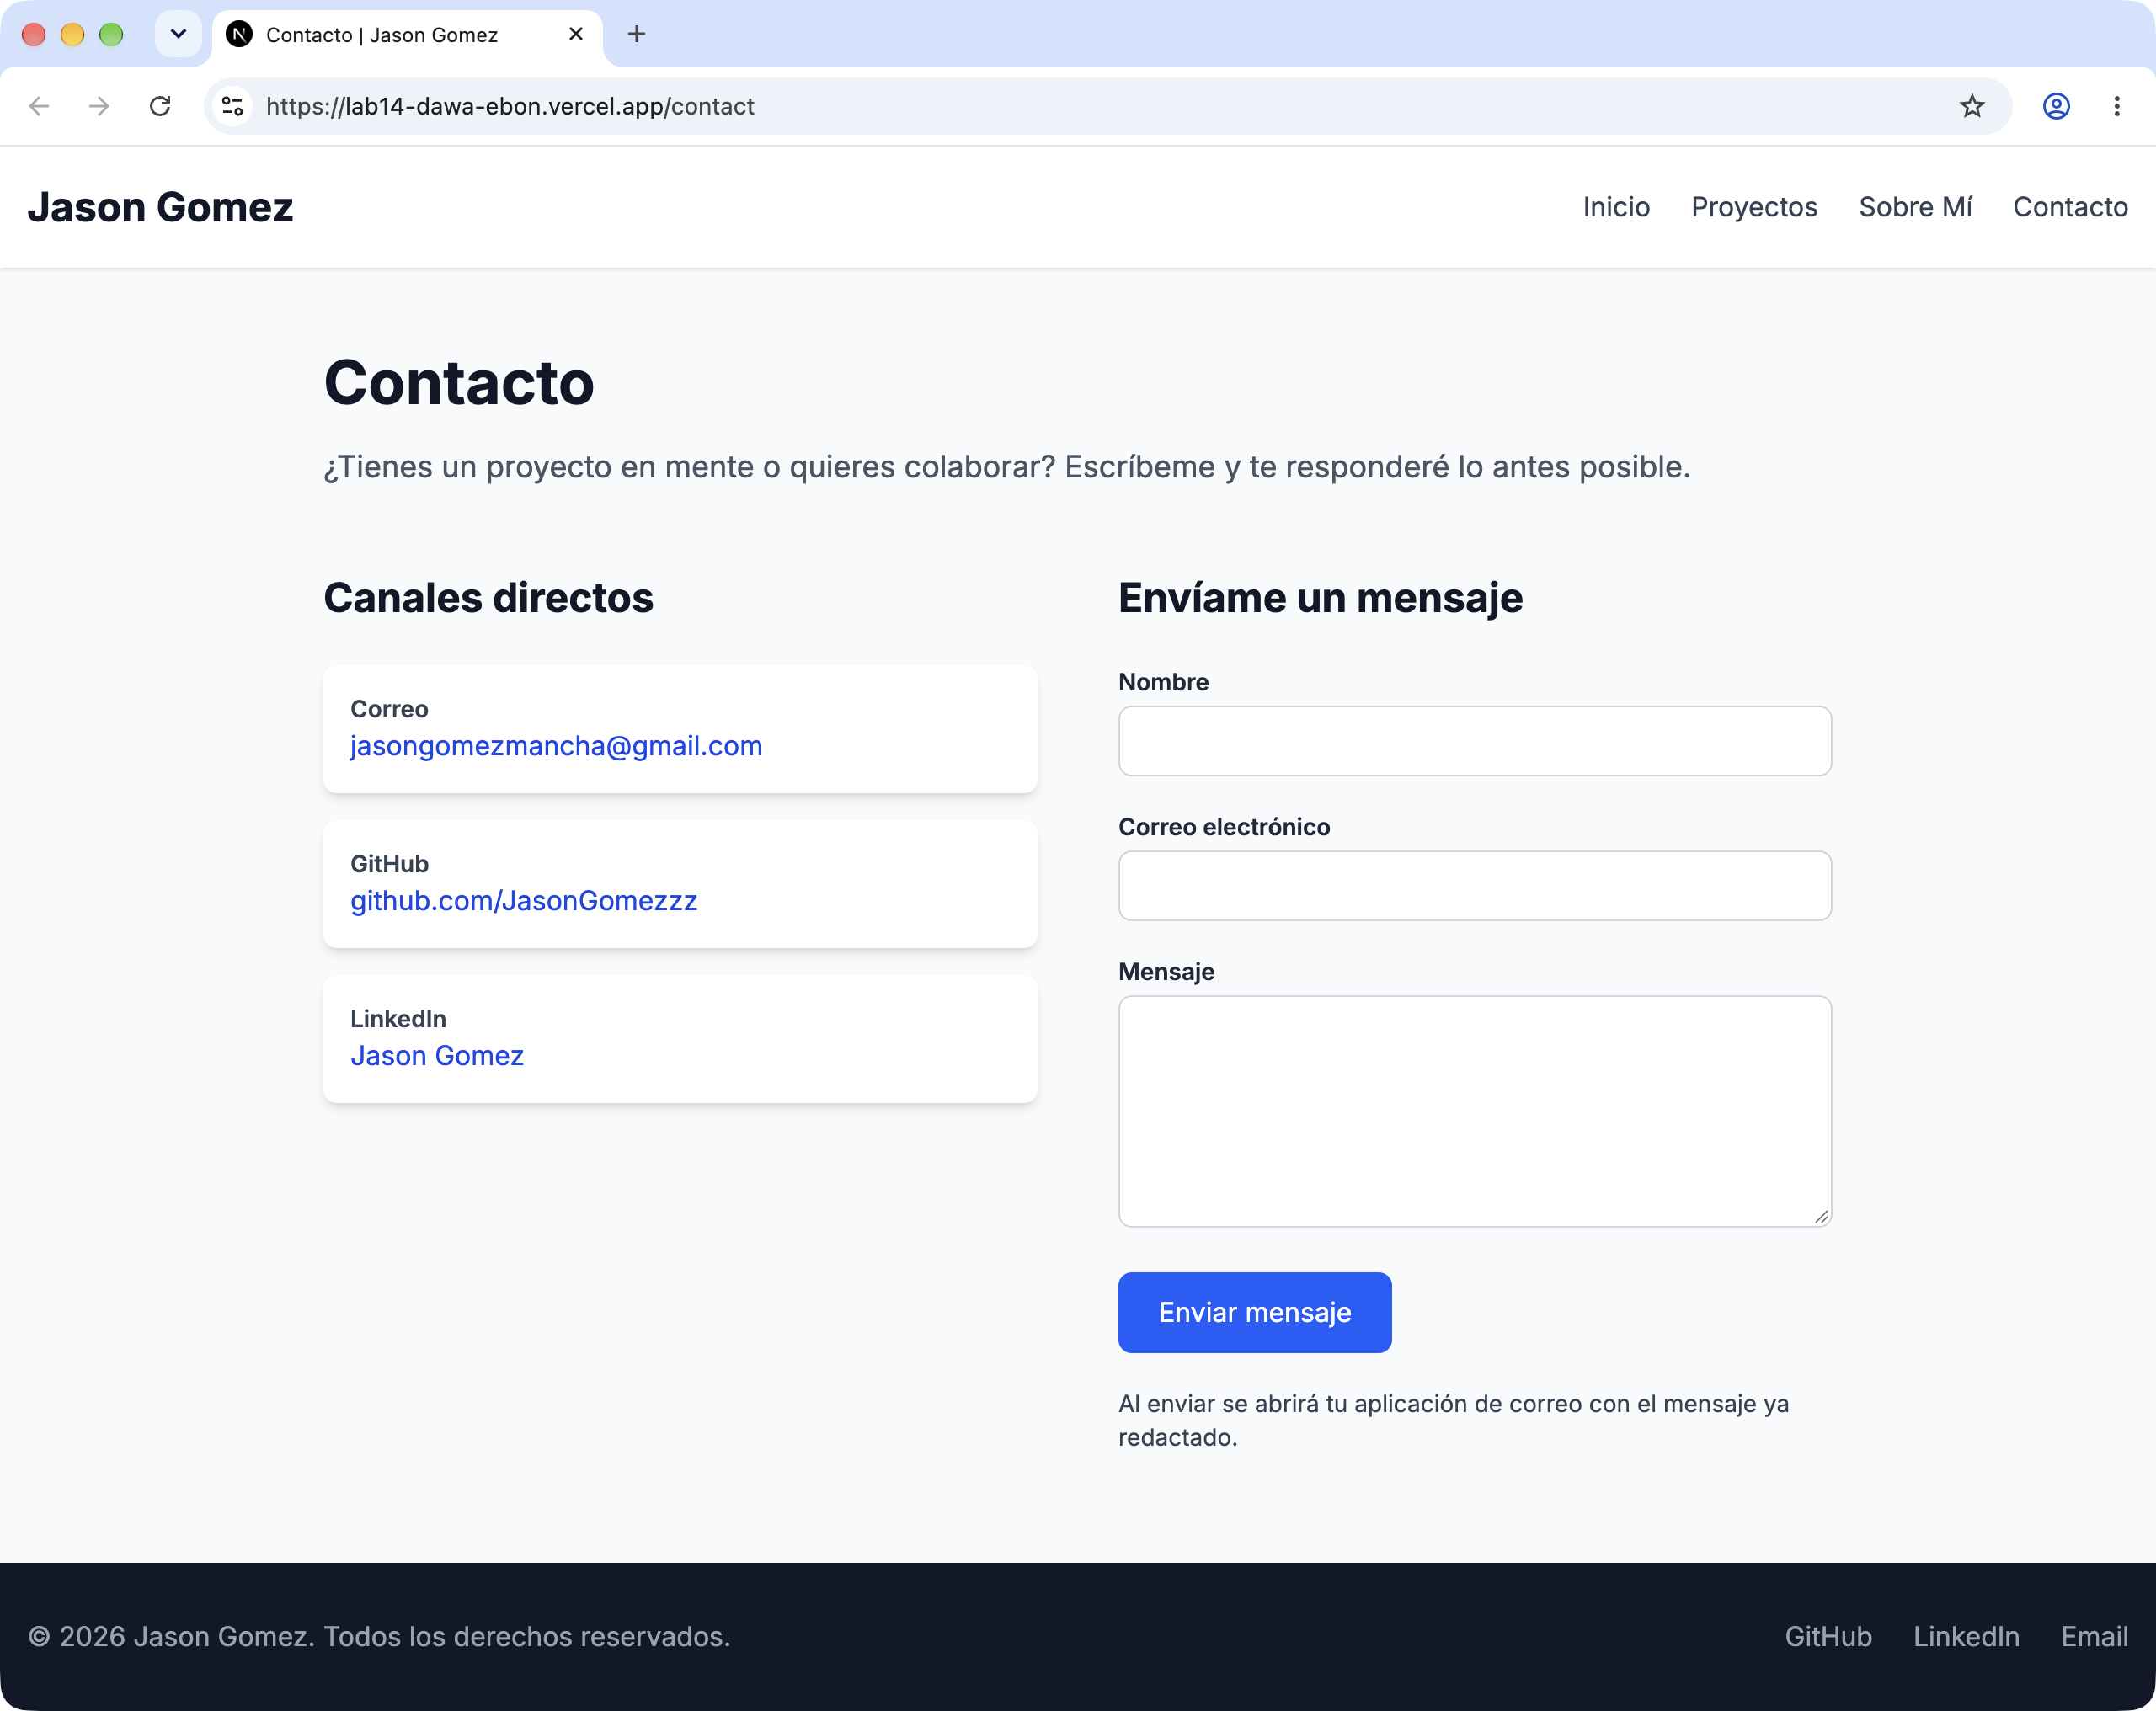 Contacto | Jason Gomez
https://lab14-dawa-ebon.vercel.app/contact
Jason Gomez
Inicio Proyectos Sobre Mí Contacto
Contacto
¿Tienes un proyecto en mente o quieres colaborar? Escríbeme y te responderé lo antes posible.
Canales directos
Correo
jasongomezmancha@gmail.com
GitHub
github.com/JasonGomezzz
LinkedIn
Jason Gomez
Envíame un mensaje
Nombre
Correo electrónico
Mensaje
Enviar mensaje
Al enviar se abrirá tu aplicación de correo con el mensaje ya
redactado.
© 2026 Jason Gomez. Todos los derechos reservados.
GitHub LinkedIn Email